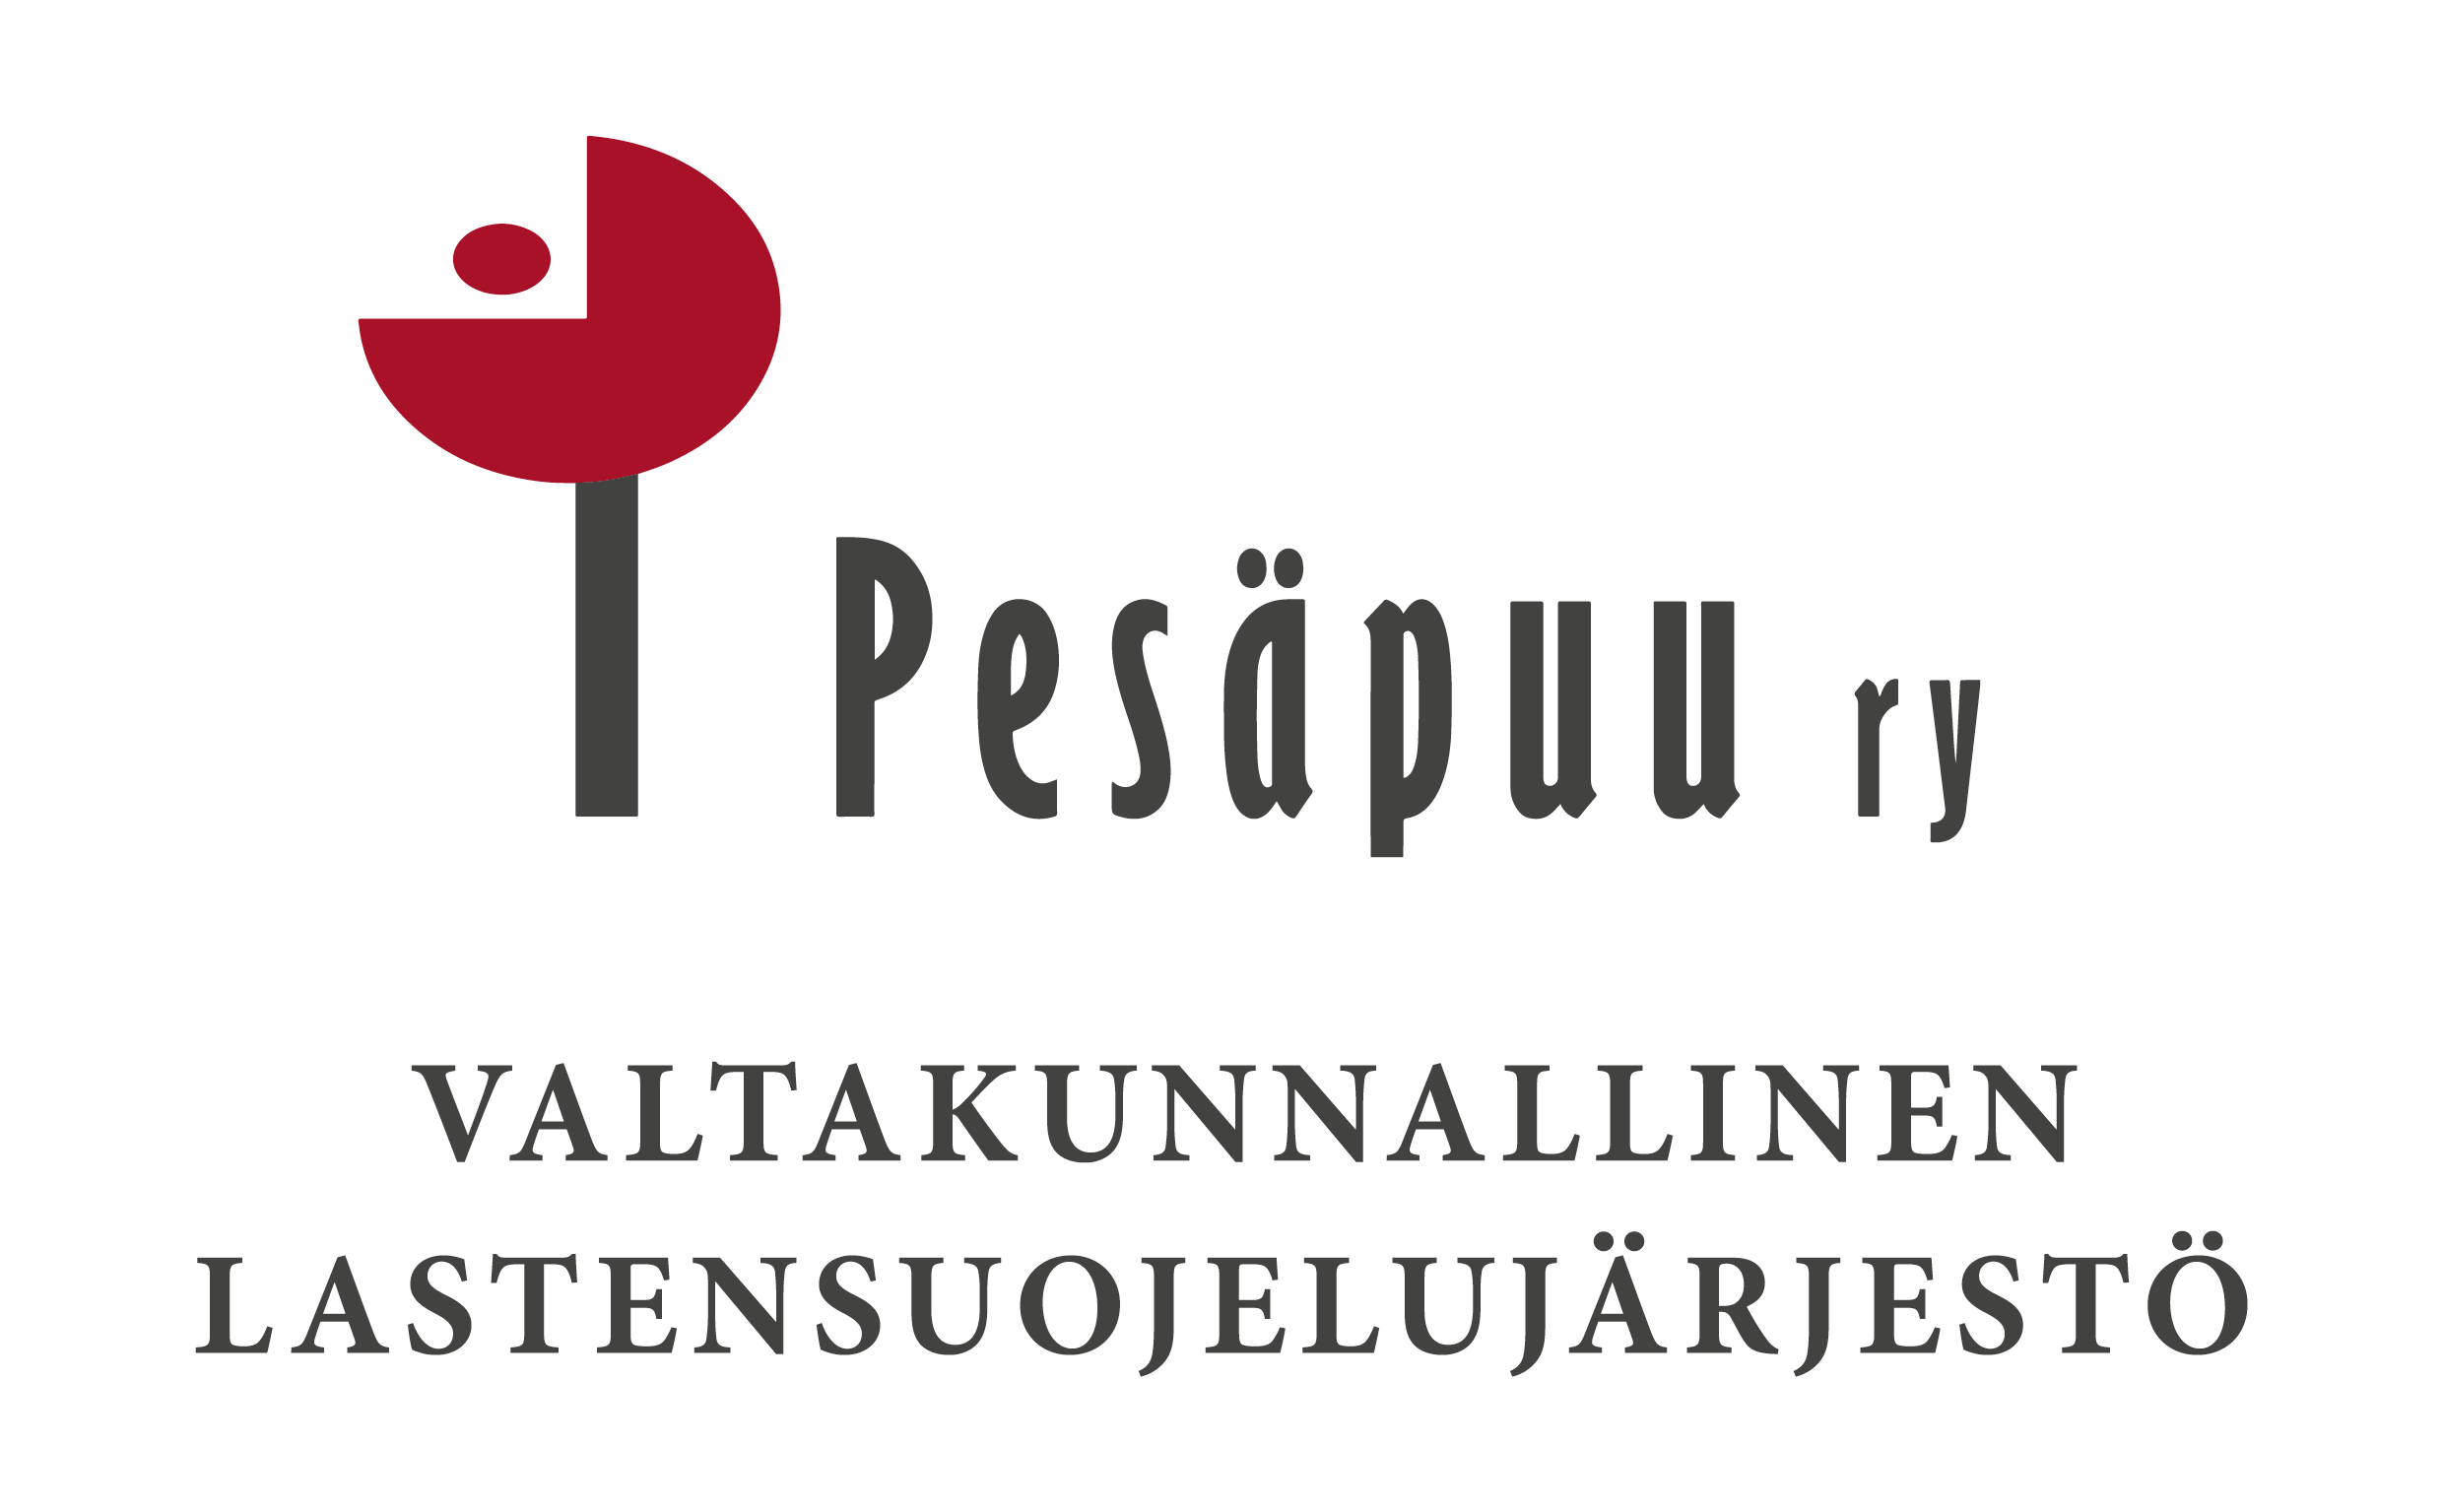 Pesäpuu ry
VALTAKUNNALLINEN
LASTENSUOJELUJÄRJESTÖ